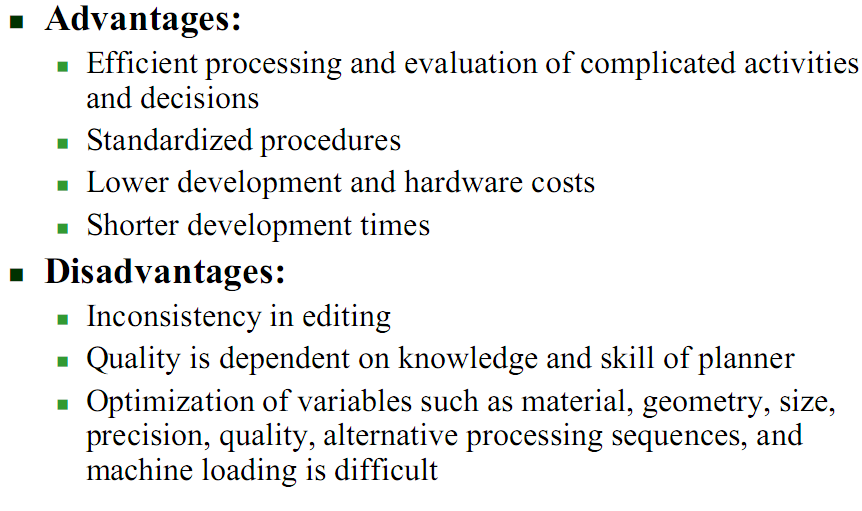 Advantages:
Efficient processing and evaluation of complicated activities
and decisions
Standardized procedures
Lower development and hardware costs
Shorter development times
Disadvantages:
Inconsistency in editing
Quality is dependent on knowledge and skill of planner
Optimization of variables such as material, geometry, size,
precision, quality, alternative processing sequences, and
machine loading is difficult